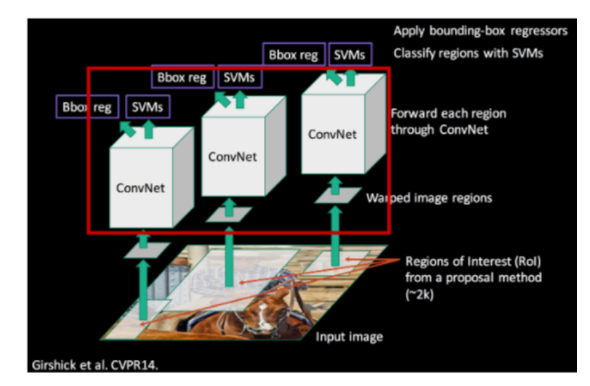 Apply bounding-box regressors
Bbox reg SVMs Classify regions with SVMs
Bbox reg SVMs
Bbox reg SVMs
Forward each region
through ConvNet
ConvNet
ConvNet
ConvNet
Warped image regions
Regions of Interest (RoI)
from a proposal method
(~2k)
Input image
Girshick et al. CVPR14.